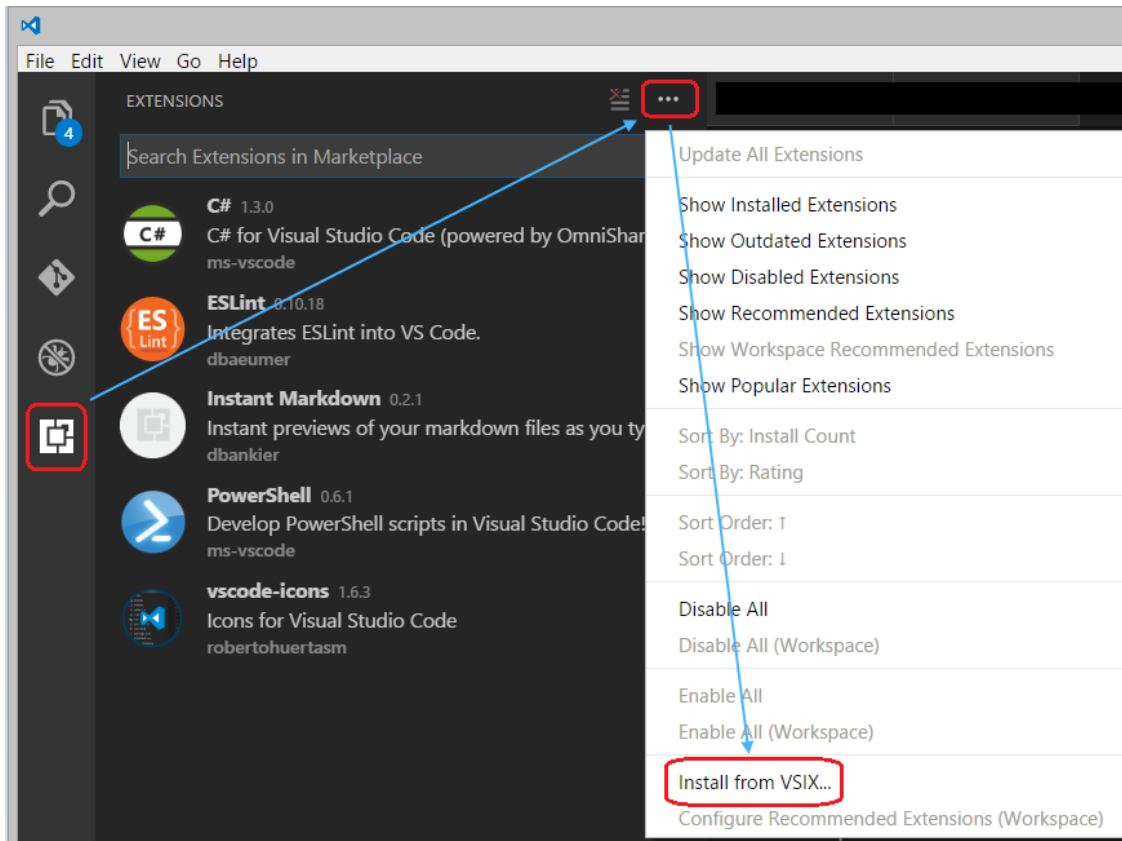 File Edit View Go Help
EXTENSIONS
...
4
Search Extensions in Marketplace
C# 1.3.0
C#
C# for Visual Studio Code (powered by OmniShar
ms-vscode
ESLint 0.10.18
{ES}
Lint
Integrates ESLint into VS Code.
dbaeumer
Instant Markdown 0.2.1
Instant previews of your markdown files as you ty
dbankier
PowerShell 0.6.1
Develop PowerShell scripts in Visual Studio Code!
ms-vscode
vscode-icons 1.6.3
Icons for Visual Studio Code
robertohuertasm
Update All Extensions
Show Installed Extensions
Show Outdated Extensions
Show Disabled Extensions
Show Recommended Extensions
Show Workspace Recommended Extensions
Show Popular Extensions
Sort By: Install Count
Sort By: Rating
Sort Order: ↑
Sort Order: ↓
Disable All
Disable All (Workspace)
Enable All
Enable All (Workspace)
Install from VSIX...
Configure Recommended Extensions (Workspace)